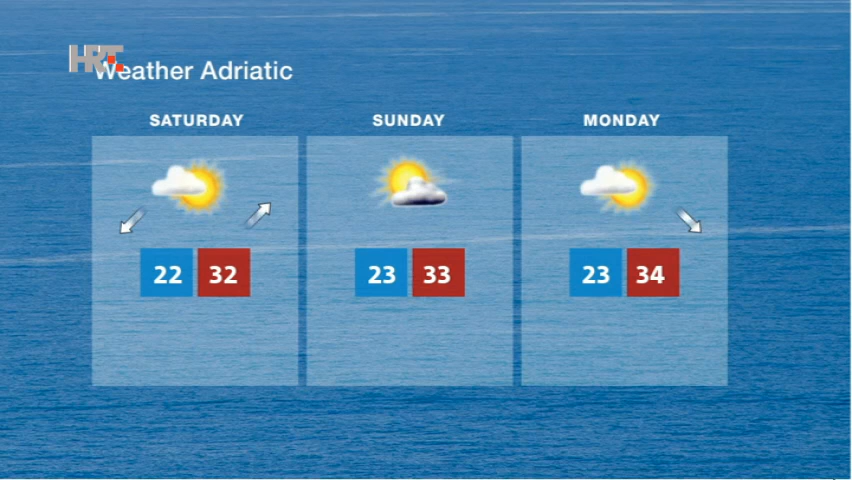 HRT
Weather Adriatic
SATURDAY SUNDAY MONDAY
22 32 23 33 23 34